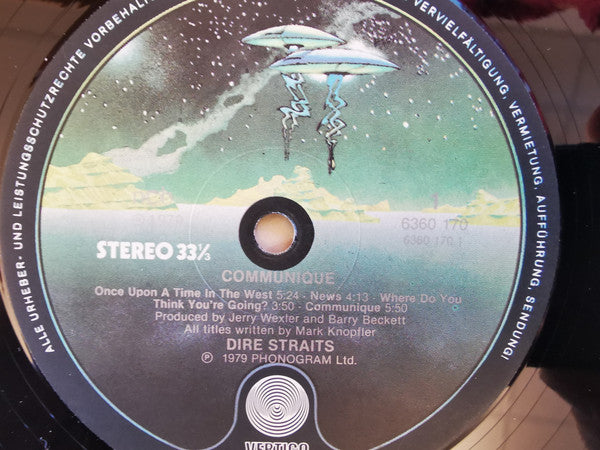 ALLE URHEBER- UND LEISTUNGSSCHUTZRECHTE VORBEHALT
VERVIELFÄLTIGUNG, VERMIETUNG, AUFFÜHRUNG, SENDUNG!
1
6360 170
6360 170.1
STEREO 33⅓
COMMUNIQUE
Once Upon A Time In The West 5:24 - News 4:13 - Where Do You
Think You're Going? 3:50 - Communique 5:50
Produced by Jerry Wexler and Barry Beckett
All titles written by Mark Knopfler
DIRE STRAITS
℗ 1979 PHONOGRAM Ltd.
VERTIGO